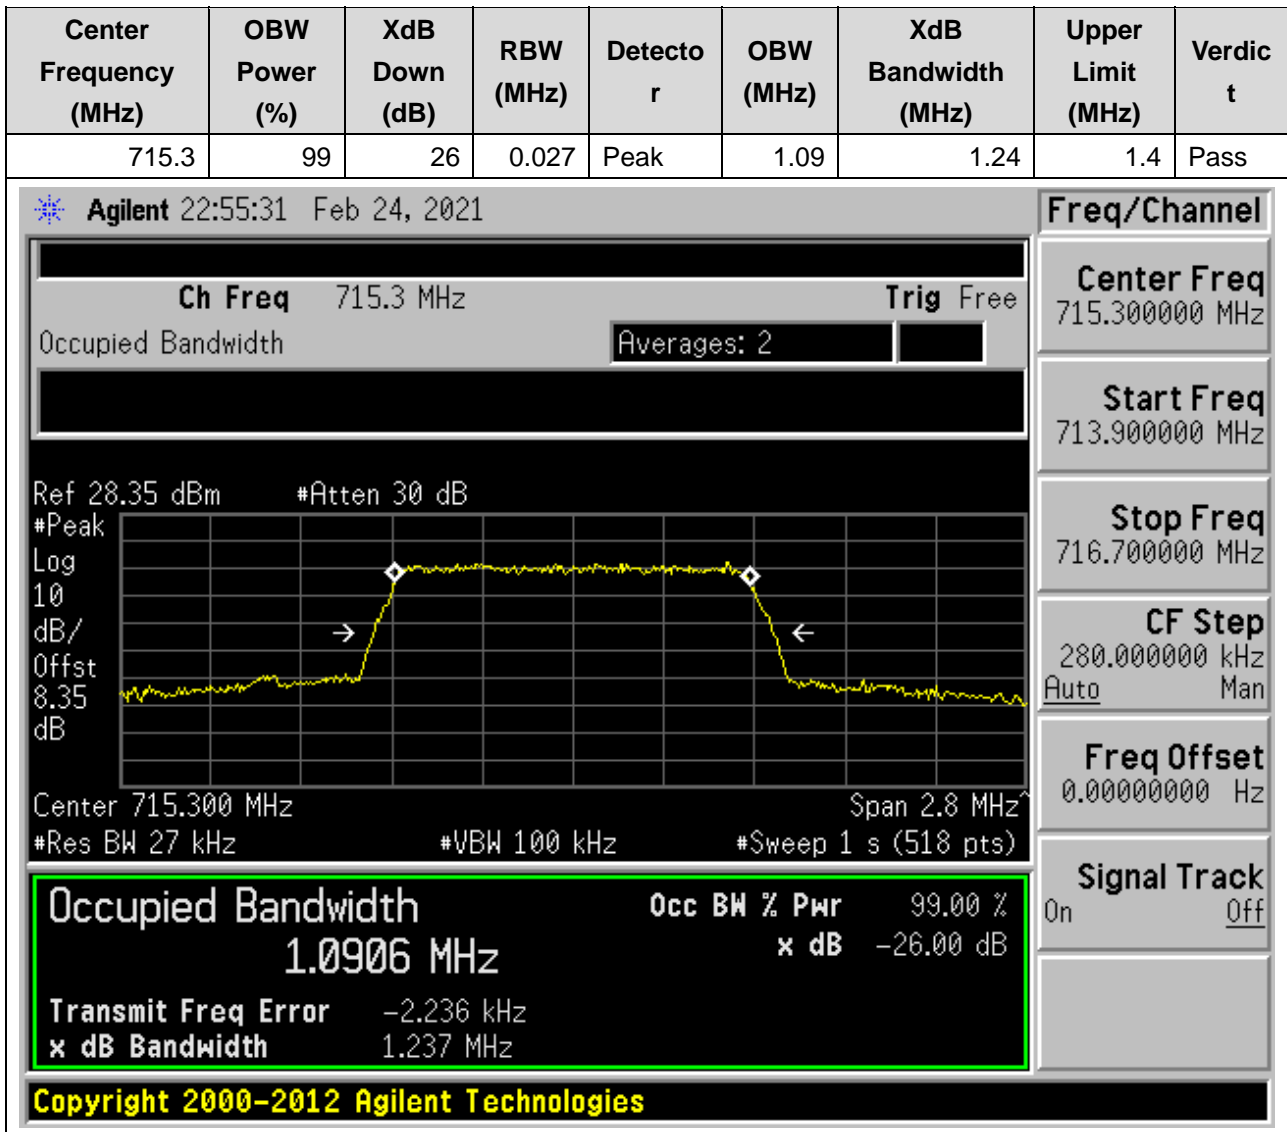 Center Frequency (MHz) OBW Power (%) XdB Down (dB) RBW (MHz) Detecto r OBW (MHz) XdB Bandwidth (MHz) Upper Limit (MHz) Verdic t
715.3 99 26 0.027 Peak 1.09 1.24 1.4 Pass
Agilent 22:55:31 Feb 24, 2021
Ch Freq 715.3 MHz Trig Free
Occupied Bandwidth Averages: 2
Ref 28.35 dBm #Atten 30 dB
#Peak
Log
10
dB/
Offst
8.35
dB
Center 715.300 MHz Span 2.8 MHz^
#Res BW 27 kHz #VBW 100 kHz #Sweep 1 s (518 pts)
Occupied Bandwidth Occ BW % Pwr 99.00 %
1.0906 MHz x dB -26.00 dB
Transmit Freq Error -2.236 kHz
x dB Bandwidth 1.237 MHz
Copyright 2000-2012 Agilent Technologies
Freq/Channel
Center Freq
715.300000 MHz
Start Freq
713.900000 MHz
Stop Freq
716.700000 MHz
CF Step
280.000000 kHz
Auto Man
Freq Offset
0.00000000 Hz
Signal Track
On Off